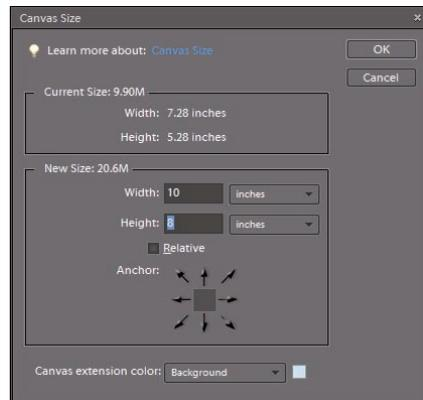 Canvas Size
Learn more about: Canvas Size
OK
Cancel
Current Size: 9.90M
Width: 7.28 inches
Height: 5.28 inches
New Size: 20.6M
Width: 10 inches
Height: 8 inches
Relative
Anchor:
Canvas extension color: Background